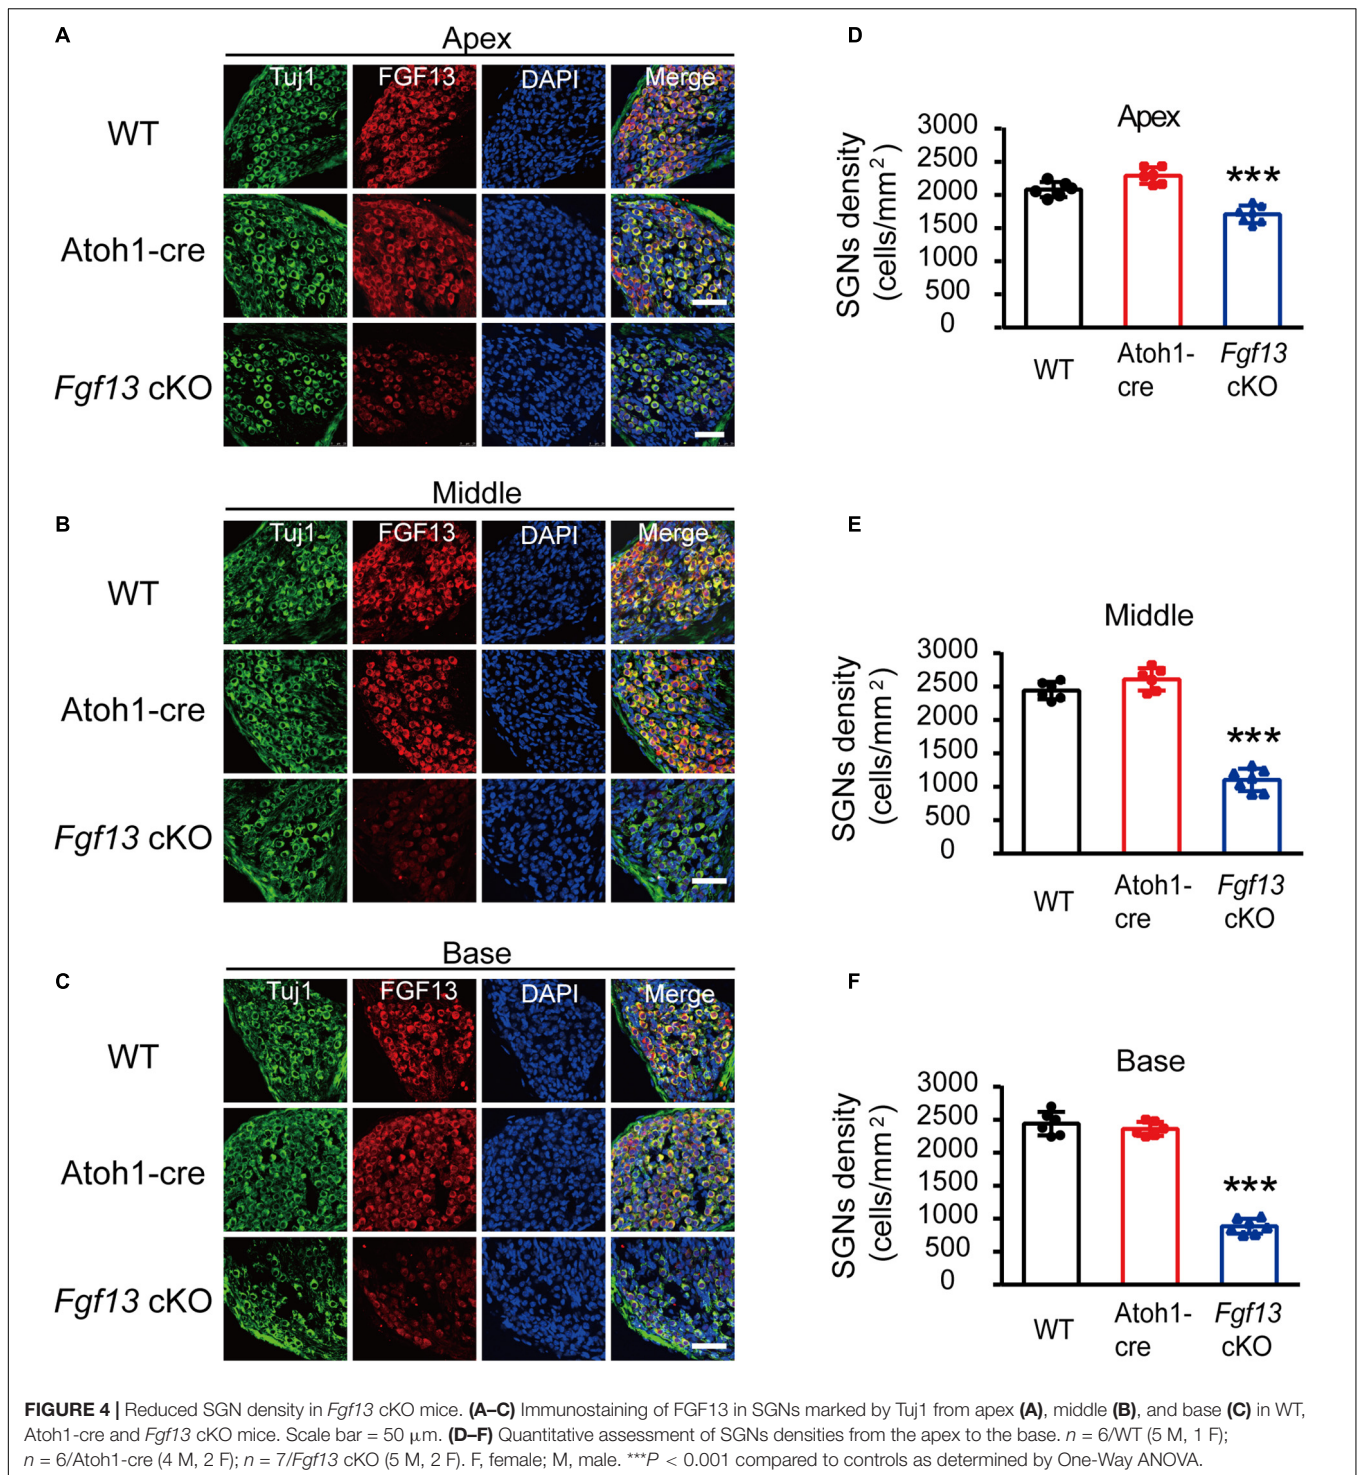 A
Apex
Tuj1 FGF13 DAPI Merge
WT
Atoh1-cre
Fgf13 cKO
D
Apex
SGNs density
(cells/mm²)
3000
2500
2000
1500
1000
500
0
***
WT
Atoh1-
cre
Fgf13
cKO
B
Middle
Tuj1 FGF13 DAPI Merge
WT
Atoh1-cre
Fgf13 cKO
E
Middle
SGNs density
(cells/mm²)
3000
2500
2000
1500
1000
500
0
***
WT
Atoh1-
cre
Fgf13
cKO
C
Base
Tuj1 FGF13 DAPI Merge
WT
Atoh1-cre
Fgf13 cKO
F
Base
SGNs density
(cells/mm²)
3000
2500
2000
1500
1000
500
0
***
WT
Atoh1-
cre
Fgf13
cKO
FIGURE 4 | Reduced SGN density in Fgf13 cKO mice. (A–C) Immunostaining of FGF13 in SGNs marked by Tuj1 from apex (A), middle (B), and base (C) in WT,
Atoh1-cre and Fgf13 cKO mice. Scale bar = 50 μm. (D–F) Quantitative assessment of SGNs densities from the apex to the base. n = 6/WT (5 M, 1 F);
n = 6/Atoh1-cre (4 M, 2 F); n = 7/Fgf13 cKO (5 M, 2 F). F, female; M, male. ***P < 0.001 compared to controls as determined by One-Way ANOVA.